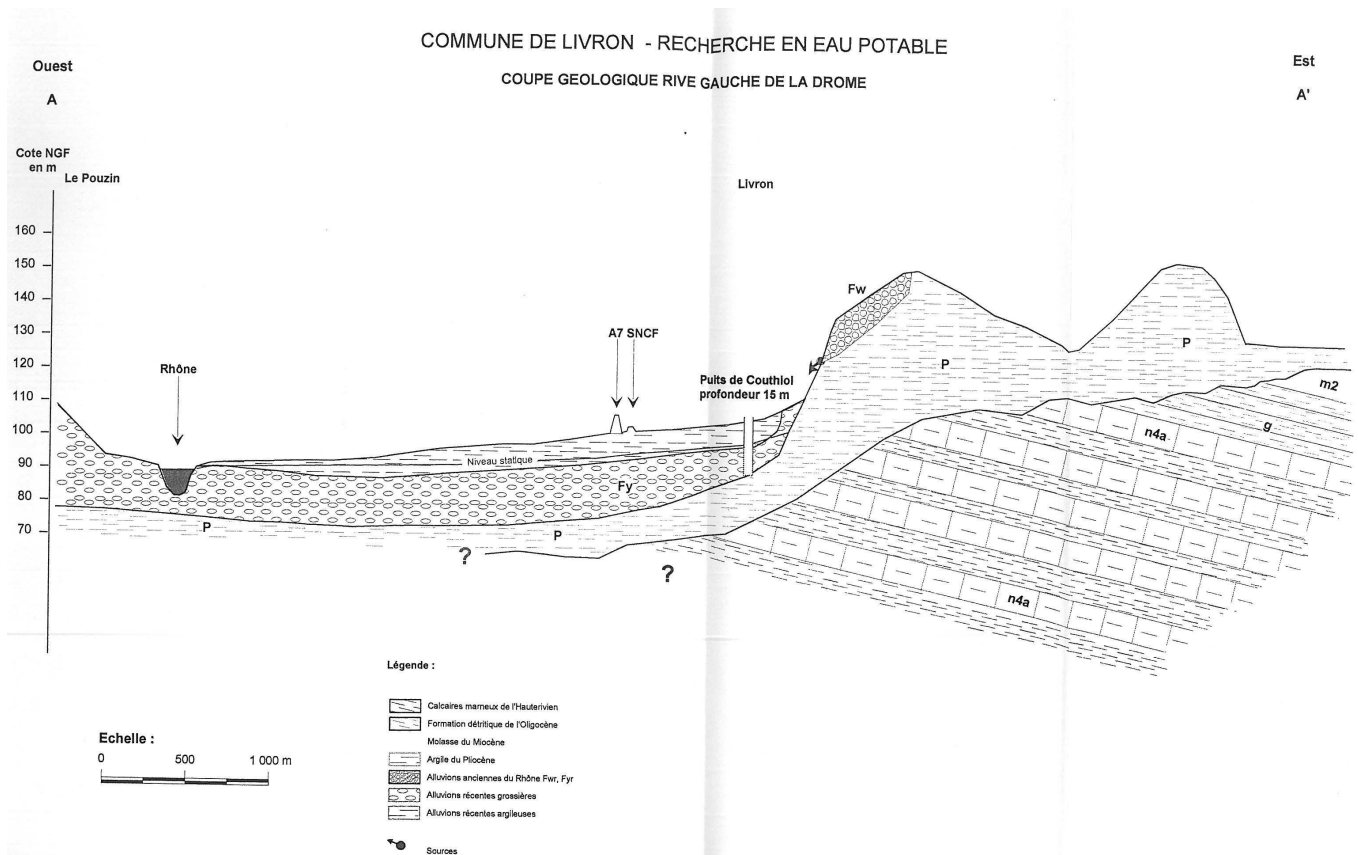 COMMUNE DE LIVRON - RECHERCHE EN EAU POTABLE
COUPE GEOLOGIQUE RIVE GAUCHE DE LA DROME
Ouest
A
Est
A'
Cote NGF
en m
Le Pouzin
Livron
160
150
140
130
120
110
100
90
80
70
Rhône
A7 SNCF
Puits de Couthiol
profondeur 15 m
Fw
P
P
m2
g
n4a
Niveau statique
Fy
P
P
?
?
n4a
Légende :
Calcaires marneux de l'Hauterivien
Formation détritique de l'Oligocène
Molasse du Miocène
Argile du Pliocène
Alluvions anciennes du Rhône Fwr, Fyr
Alluvions récentes grossières
Alluvions récentes argileuses
Sources
Echelle :
0 500 1 000 m